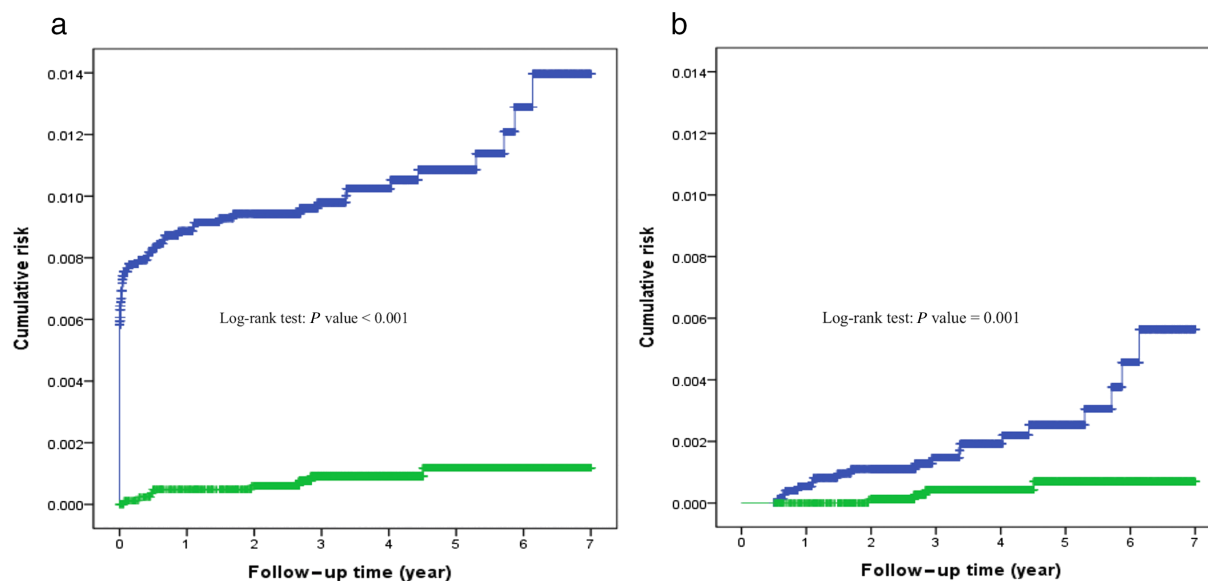 a
Cumulative risk
0.014
0.012
0.010
0.008
0.006
0.004
0.002
0.000
Log-rank test: P value < 0.001
0 1 2 3 4 5 6 7
Follow-up time (year)
b
Cumulative risk
0.014
0.012
0.010
0.008
0.006
0.004
0.002
0.000
Log-rank test: P value = 0.001
0 1 2 3 4 5 6 7
Follow-up time (year)